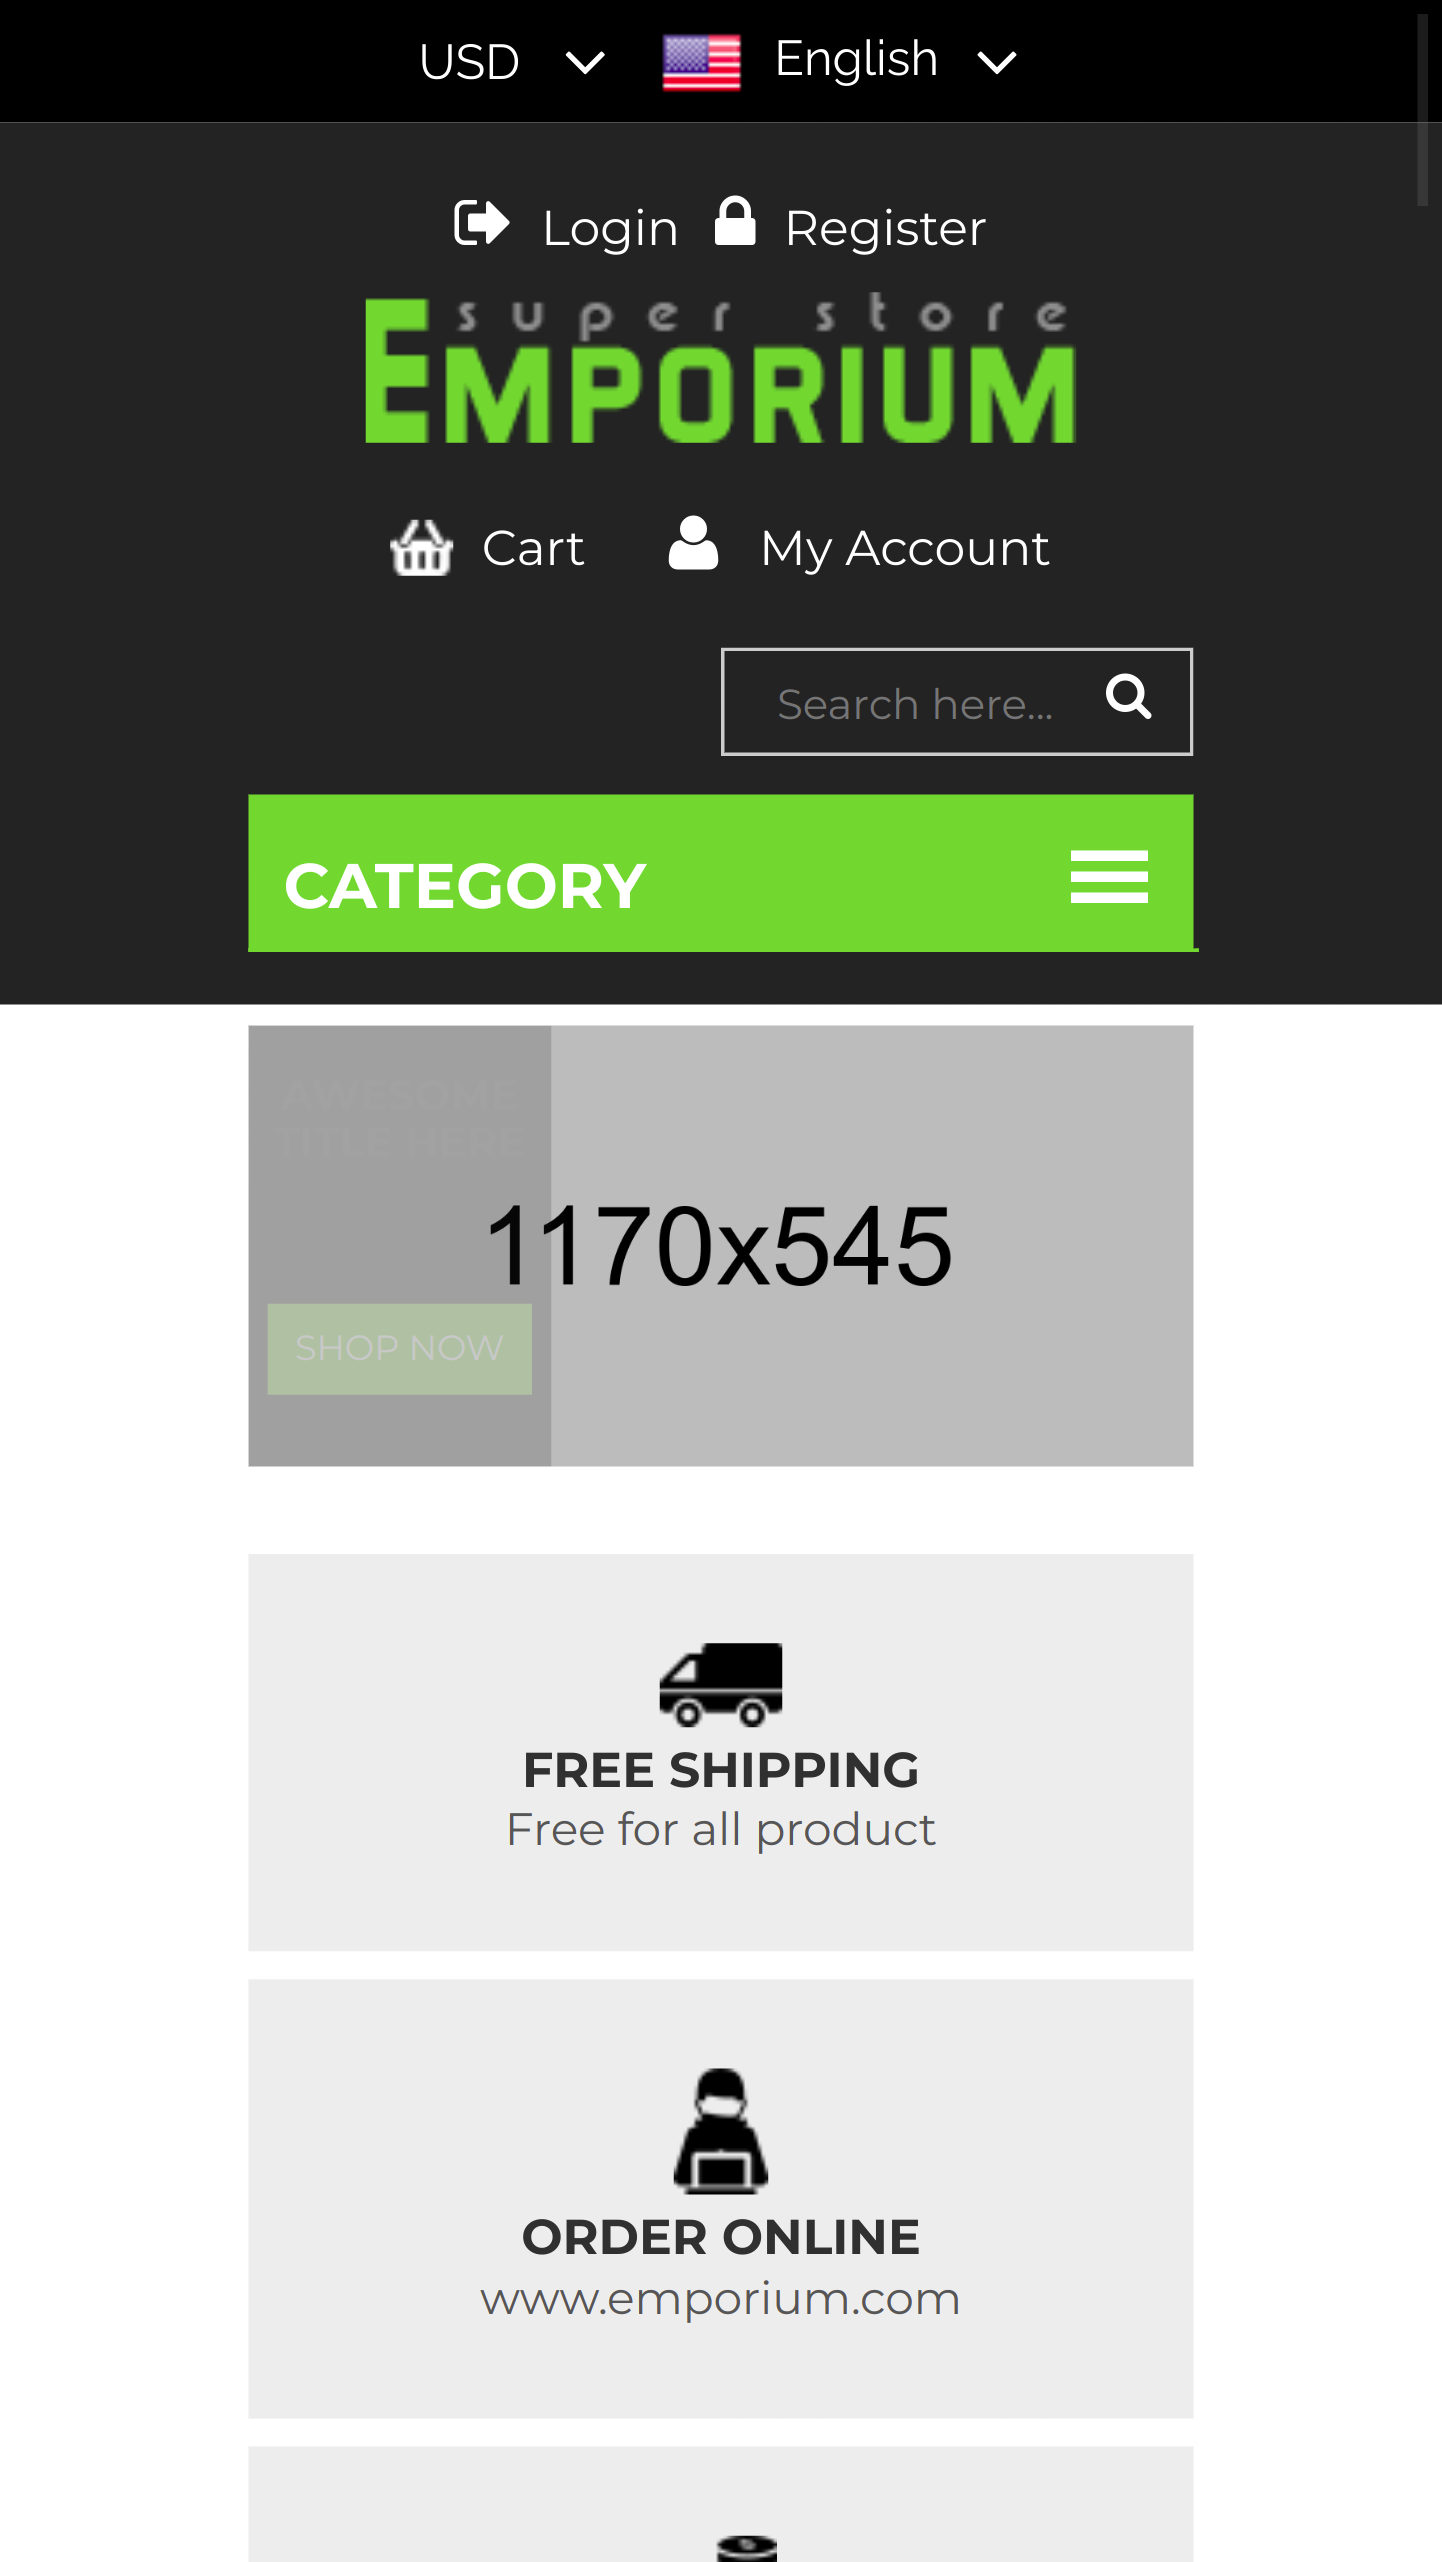 USD English
Login Register
super store
EMPORIUM
Cart My Account
Search here...
CATEGORY
AWESOME
TITLE HERE
1170x545
SHOP NOW
FREE SHIPPING
Free for all product
ORDER ONLINE
www.emporium.com